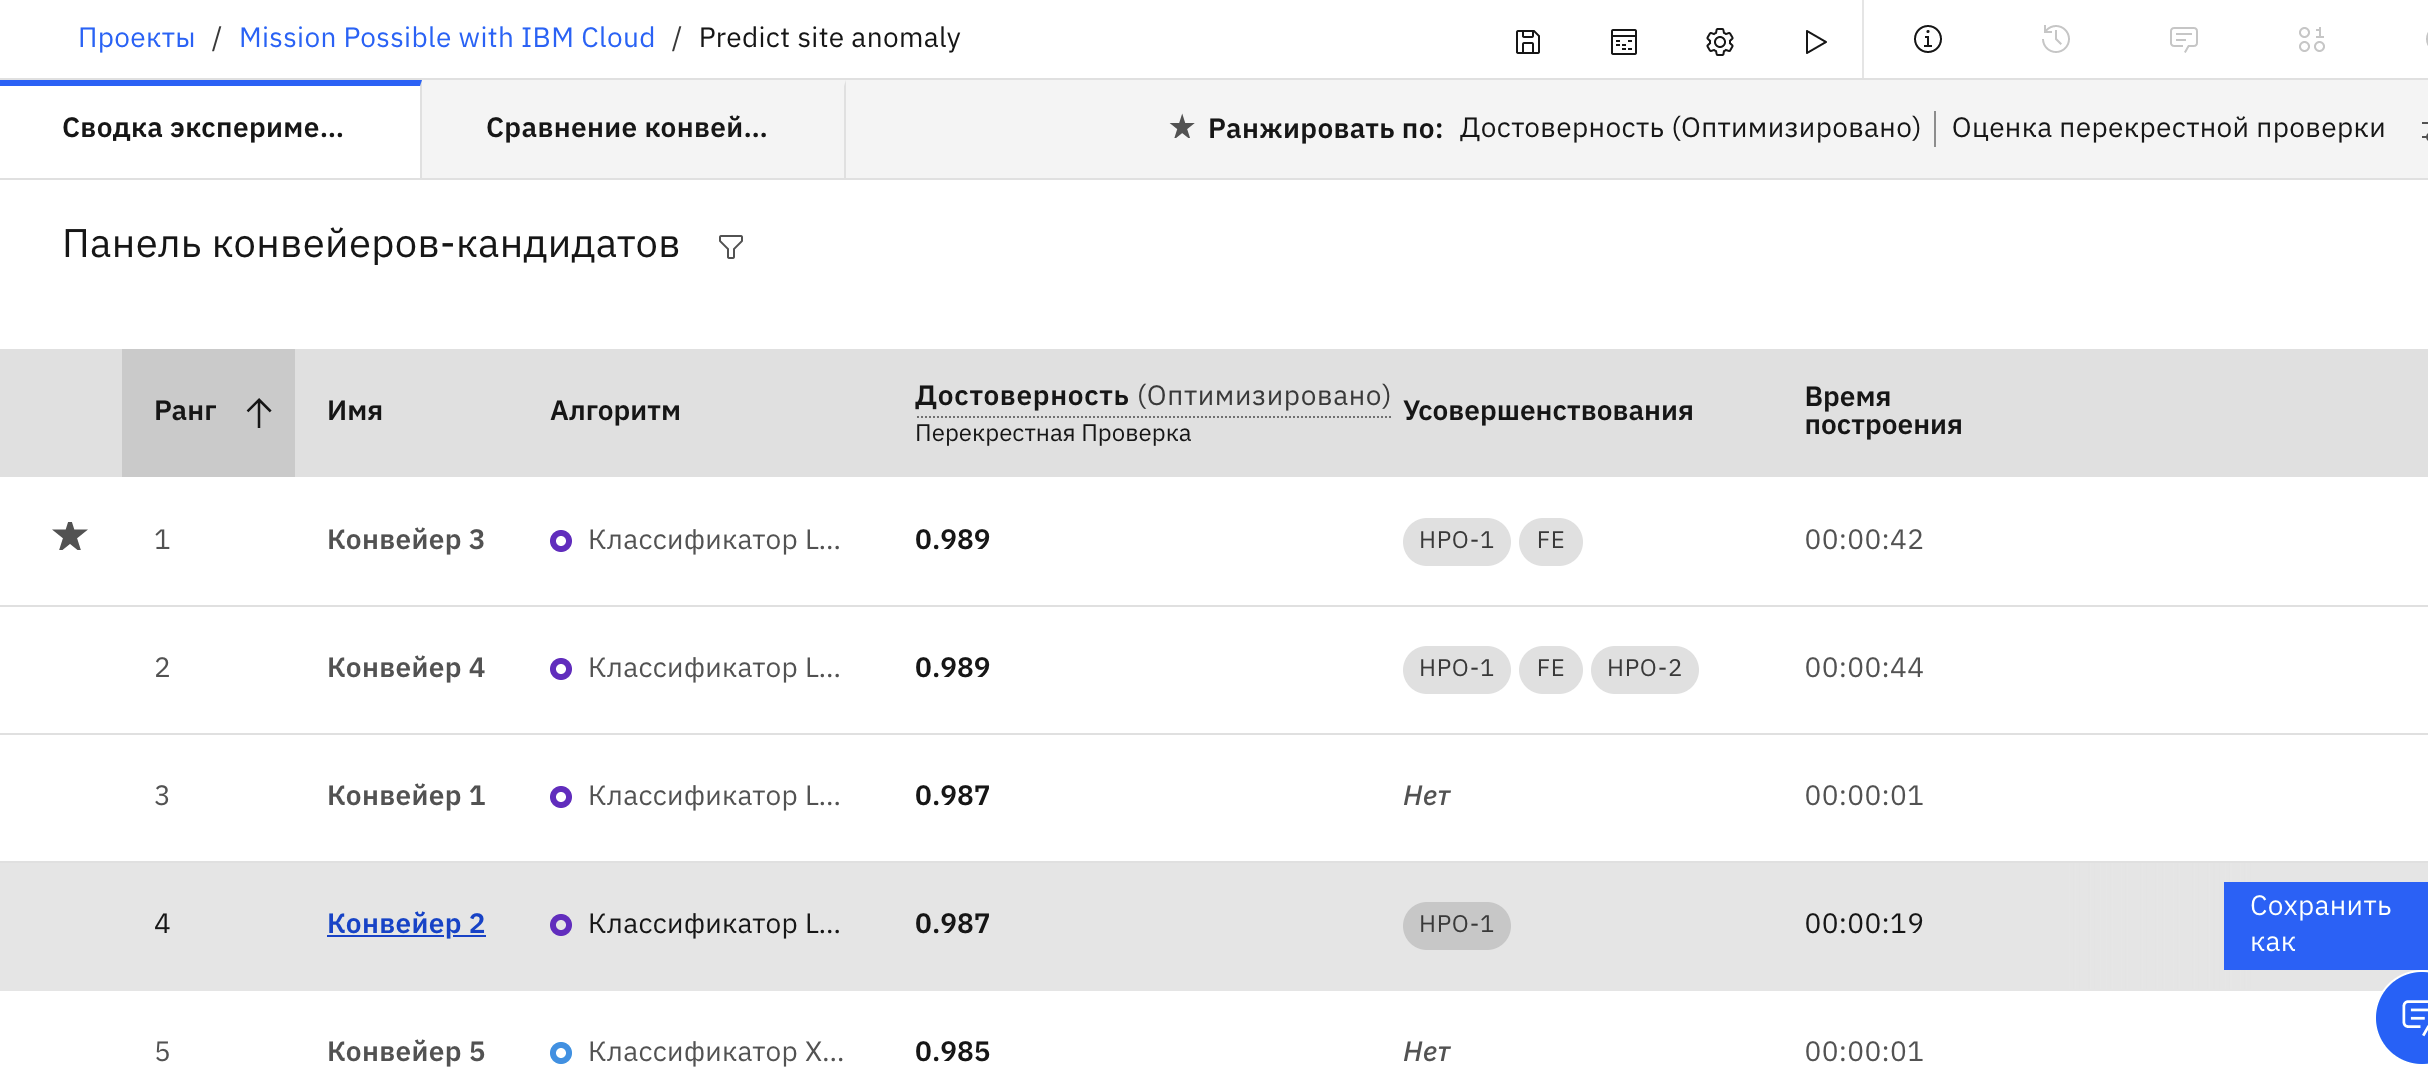 Проекты / Mission Possible with IBM Cloud / Predict site anomaly
Сводка экспериме...
Сравнение конвей...
Ранжировать по: Достоверность (Оптимизировано) | Оценка перекрестной проверки
Панель конвейеров-кандидатов
Ранг
Имя
Алгоритм
Достоверность (Оптимизировано)
Перекрестная Проверка
Усовершенствования
Время
построения
1 Конвейер 3 Классификатор L... 0.989 HPO-1 FE 00:00:42
2 Конвейер 4 Классификатор L... 0.989 HPO-1 FE HPO-2 00:00:44
3 Конвейер 1 Классификатор L... 0.987 Нет 00:00:01
4 Конвейер 2 Классификатор L... 0.987 HPO-1 00:00:19
Сохранить
как
5 Конвейер 5 Классификатор X... 0.985 Нет 00:00:01